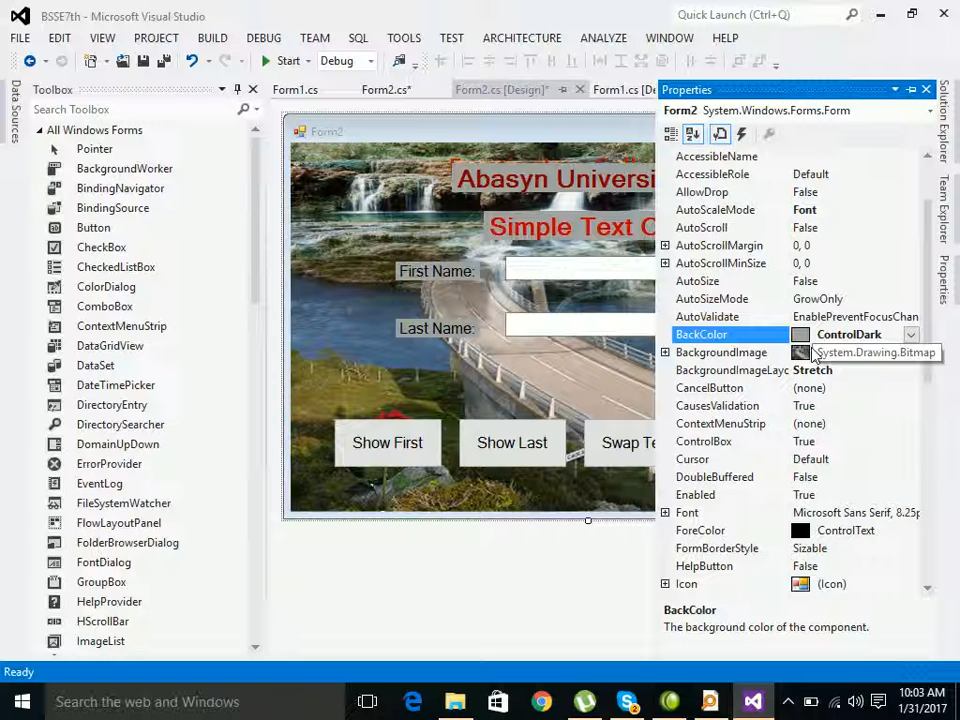 BSSE7th - Microsoft Visual Studio
Quick Launch (Ctrl+Q)
FILE EDIT VIEW PROJECT BUILD DEBUG TEAM SQL TOOLS TEST ARCHITECTURE ANALYZE WINDOW HELP
Start Debug
Data Sources
Toolbox
Search Toolbox
All Windows Forms
Pointer
BackgroundWorker
BindingNavigator
BindingSource
Button
CheckBox
CheckedListBox
ColorDialog
ComboBox
ContextMenuStrip
DataGridView
DataSet
DateTimePicker
DirectoryEntry
DirectorySearcher
DomainUpDown
ErrorProvider
EventLog
FileSystemWatcher
FlowLayoutPanel
FolderBrowserDialog
FontDialog
GroupBox
HelpProvider
HScrollBar
ImageList
Form1.cs Form2.cs* Form2.cs [Design]* Form1.cs [De
Form2
Abasyn Universi
Simple Text C
First Name:
Last Name:
Show First Show Last Swap Te
Properties
Form2 System.Windows.Forms.Form
AccessibleName
AccessibleRole Default
AllowDrop False
AutoScaleMode Font
AutoScroll False
AutoScrollMargin 0, 0
AutoScrollMinSize 0, 0
AutoSize False
AutoSizeMode GrowOnly
AutoValidate EnablePreventFocusChan
BackColor ControlDark
BackgroundImage System.Drawing.Bitmap
BackgroundImageLayc Stretch
CancelButton (none)
CausesValidation True
ContextMenuStrip (none)
ControlBox True
Cursor Default
DoubleBuffered False
Enabled True
Font Microsoft Sans Serif, 8.25p
ForeColor ControlText
FormBorderStyle Sizable
HelpButton False
Icon (Icon)
BackColor
The background color of the component.
Solution Explorer
Team Explorer
Properties
Ready
Search the web and Windows
10:03 AM
1/31/2017